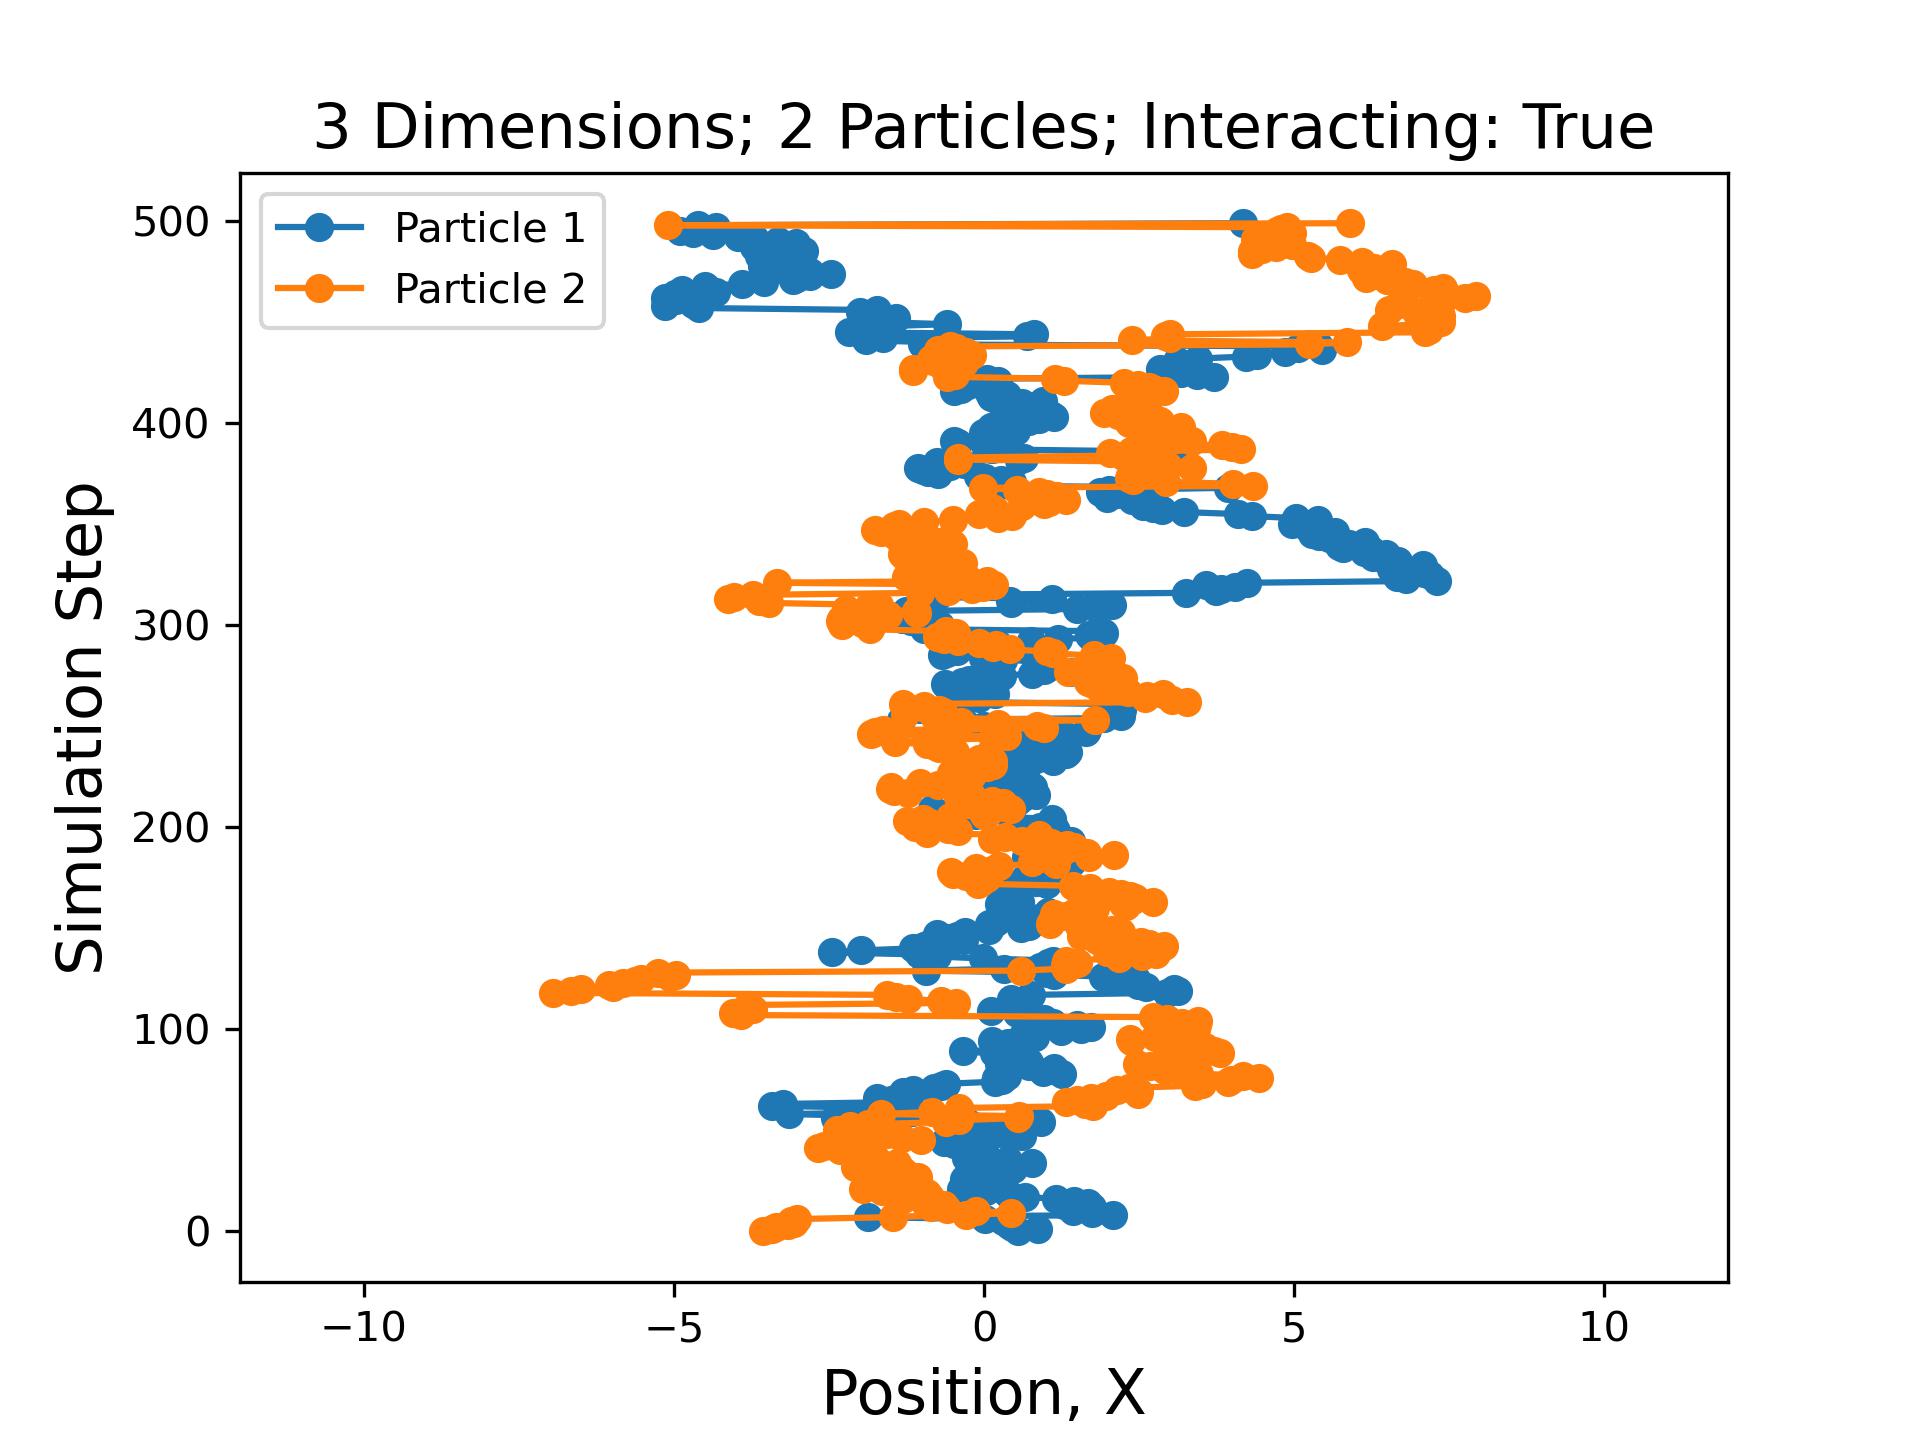 3 Dimensions; 2 Particles; Interacting: True
Particle 1
Particle 2
Simulation Step
500
400
300
200
100
0
−10
−5
0
5
10
Position, X